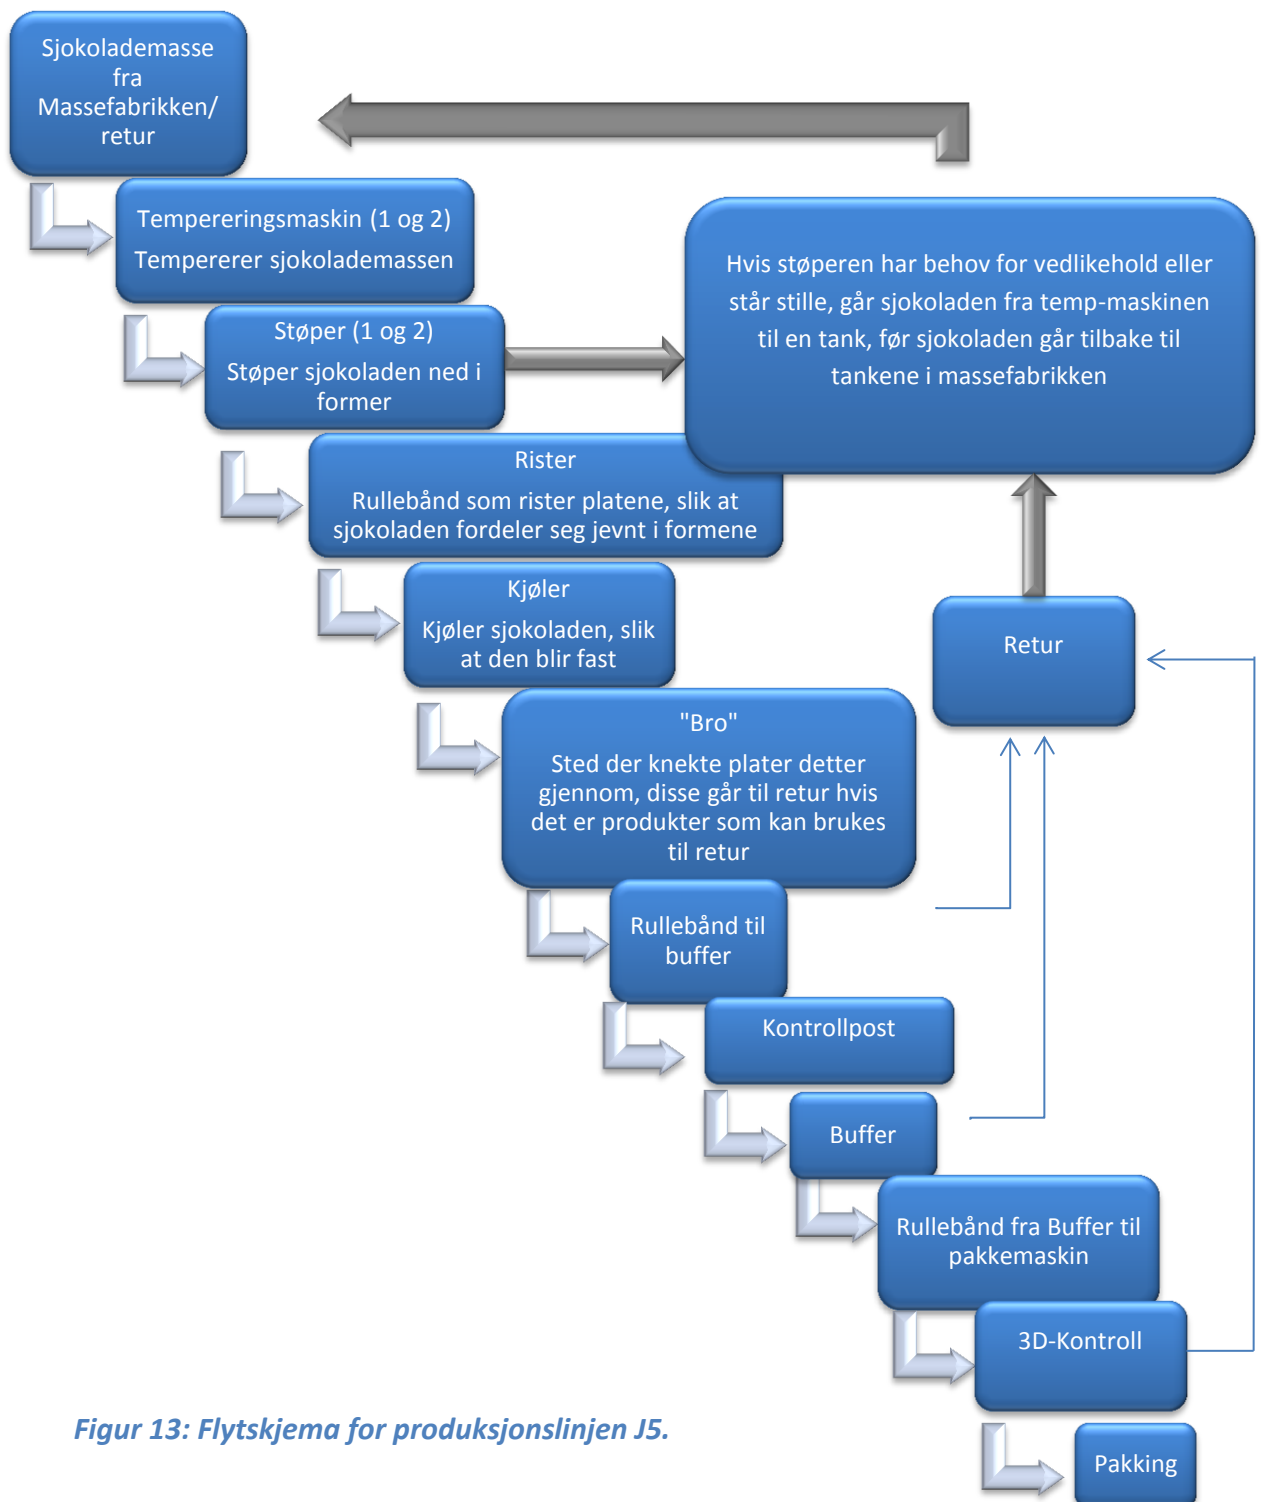 Sjokolademasse
fra
Massefabrikken/
retur
Tempereringsmaskin (1 og 2)
Tempererer sjokolademassen
Støper (1 og 2)
Støper sjokoladen ned i
former
Hvis støperen har behov for vedlikehold eller
står stille, går sjokoladen fra temp-maskinen
til en tank, før sjokoladen går tilbake til
tankene i massefabrikken
Rister
Rullebånd som rister platene, slik at
sjokoladen fordeler seg jevnt i formene
Kjøler
Kjøler sjokoladen, slik
at den blir fast
Retur
"Bro"
Sted der knekte plater detter
gjennom, disse går til retur hvis
det er produkter som kan brukes
til retur
Rullebånd til
buffer
Kontrollpost
Buffer
Rullebånd fra Buffer til
pakkemaskin
3D-Kontroll
Pakking
Figur 13: Flytskjema for produksjonslinjen J5.